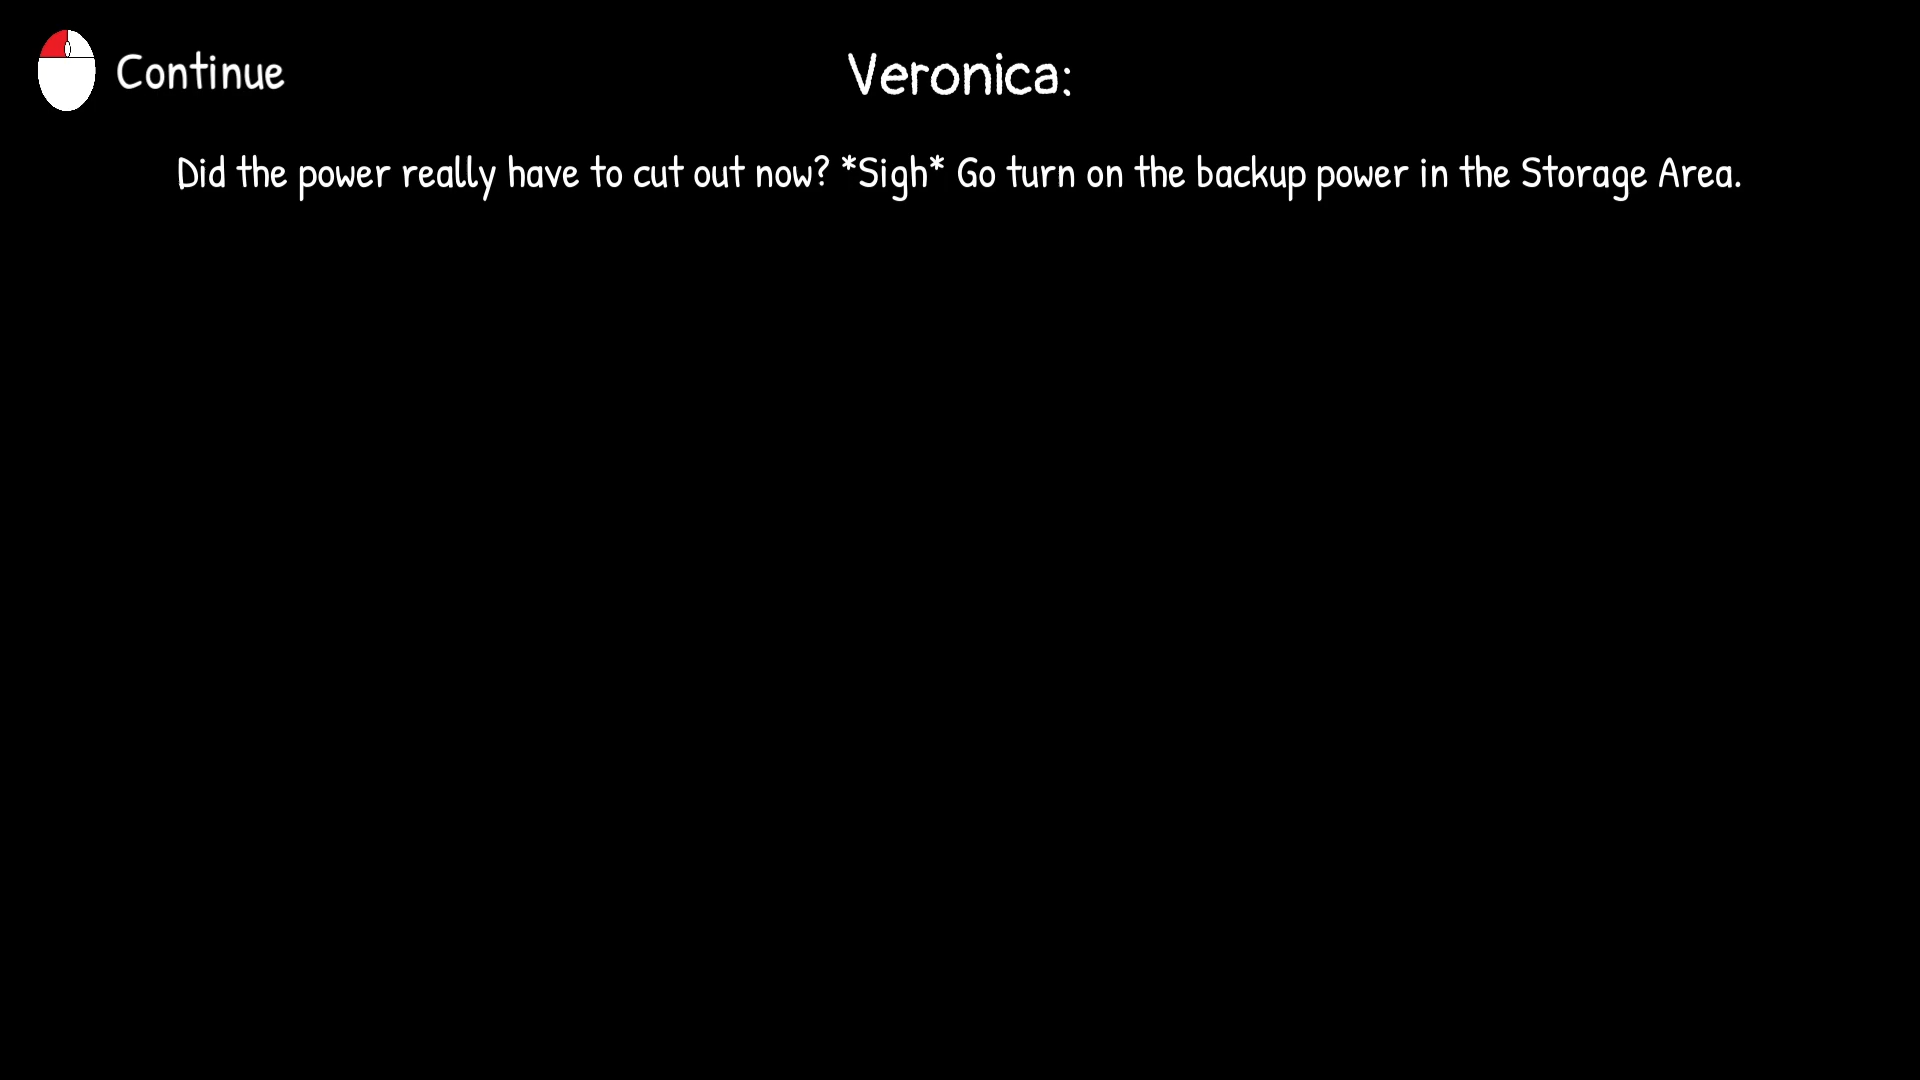 Continue
Veronica:
Did the power really have to cut out now? *Sigh* Go turn on the backup power in the Storage Area.